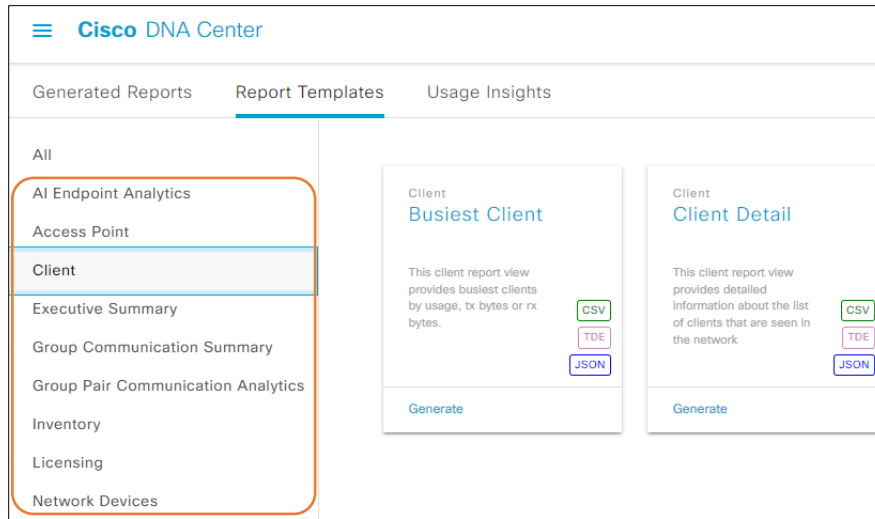 Cisco DNA Center
Generated Reports Report Templates Usage Insights
All
AI Endpoint Analytics
Access Point
Client
Executive Summary
Group Communication Summary
Group Pair Communication Analytics
Inventory
Licensing
Network Devices
Client
Busiest Client
This client report view
provides busiest clients
by usage, tx bytes or rx
bytes.
CSV
TDE
JSON
Generate
Client
Client Detail
This client report view
provides detailed
information about the list
of clients that are seen in
the network
CSV
TDE
JSON
Generate